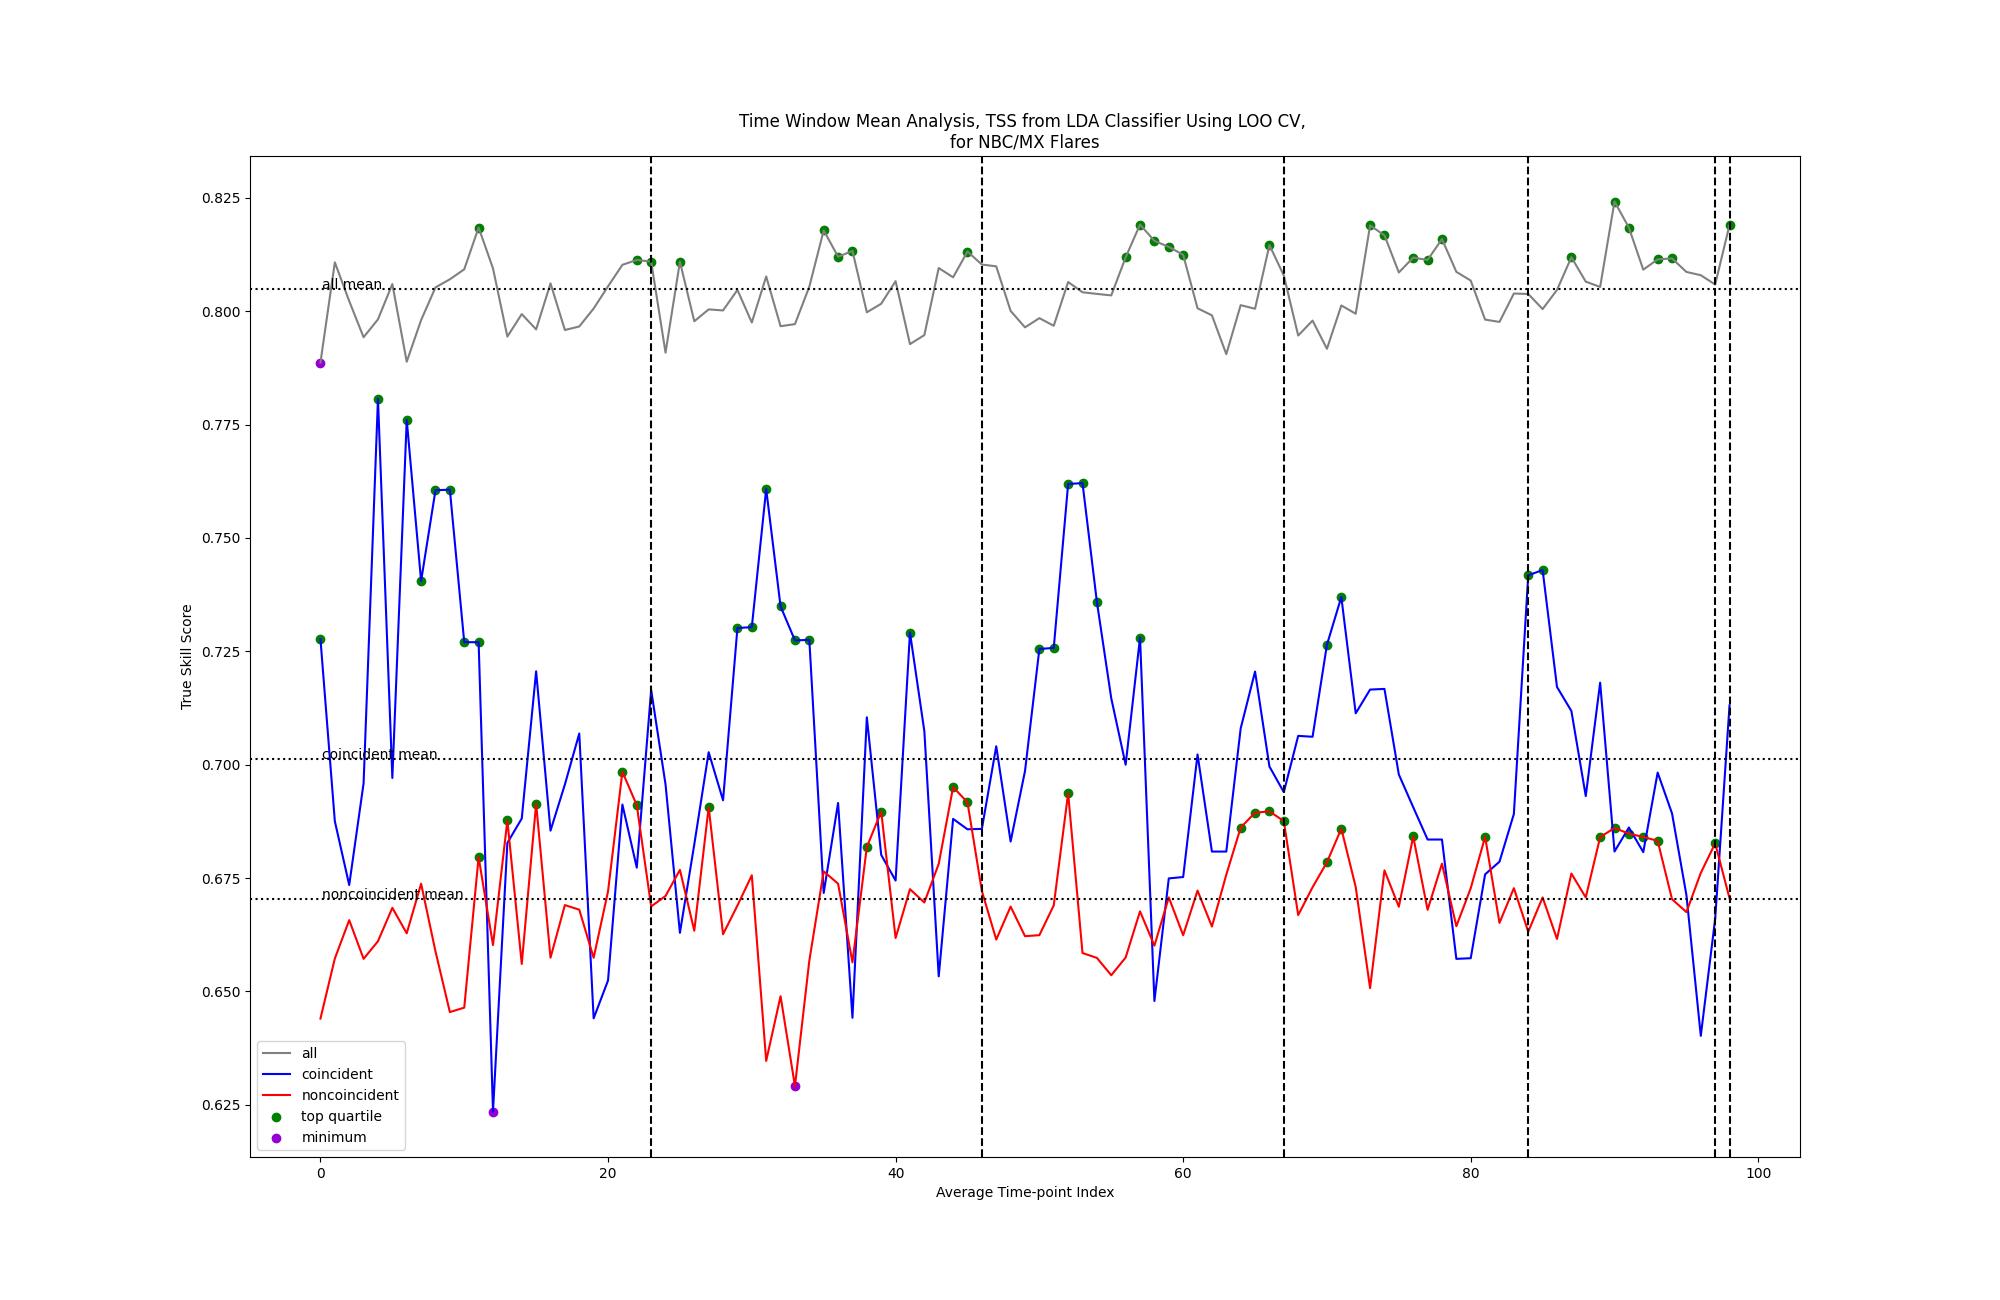 Time Window Mean Analysis, TSS from LDA Classifier Using LOO CV,
for NBC/MX Flares
True Skill Score
0.825
0.800
0.775
0.750
0.725
0.700
0.675
0.650
0.625
all mean
coincident mean
noncoincident mean
all
coincident
noncoincident
top quartile
minimum
0 20 40 60 80 100
Average Time-point Index